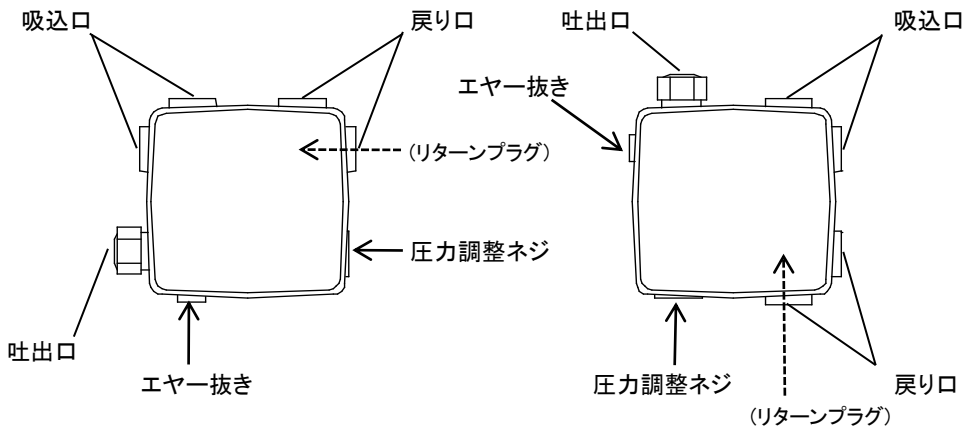 吸込口
戻り口
(リターンプラグ)
圧力調整ネジ
吐出口
エヤー抜き
吐出口
吸込口
エヤー抜き
圧力調整ネジ
戻り口
(リターンプラグ)